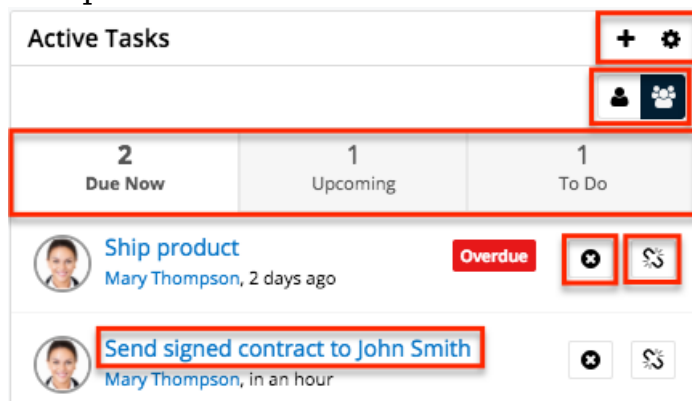 Active Tasks
2 1 1
Due Now Upcoming To Do
Ship product Overdue
Mary Thompson, 2 days ago
Send signed contract to John Smith
Mary Thompson, in an hour